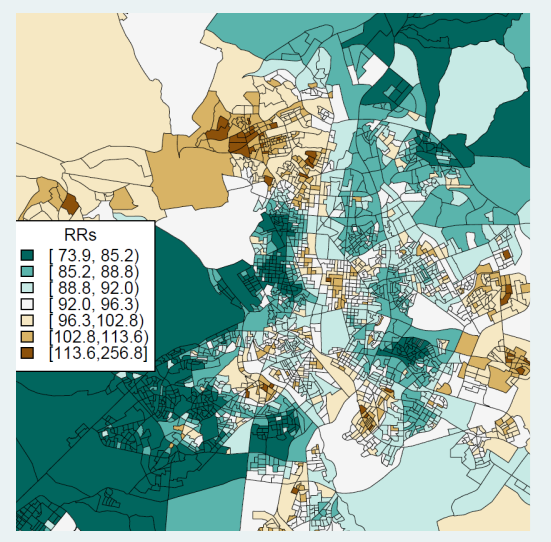 RRs
[ 73.9, 85.2)
[ 85.2, 88.8)
[ 88.8, 92.0)
[ 92.0, 96.3)
[ 96.3,102.8)
[102.8,113.6)
[113.6,256.8]